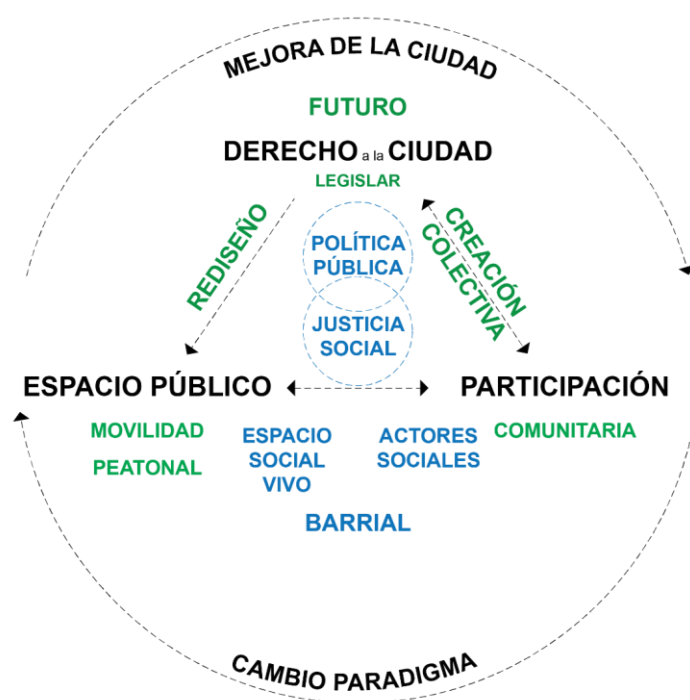 MEJORA DE LA CIUDAD
FUTURO
DERECHO a la CIUDAD
LEGISLAR
REDISEÑO
POLÍTICA
PÚBLICA
CREACIÓN
COLECTIVA
JUSTICIA
SOCIAL
ESPACIO PÚBLICO
PARTICIPACIÓN
MOVILIDAD
PEATONAL
ESPACIO
SOCIAL
VIVO
ACTORES
SOCIALES
COMUNITARIA
BARRIAL
CAMBIO PARADIGMA